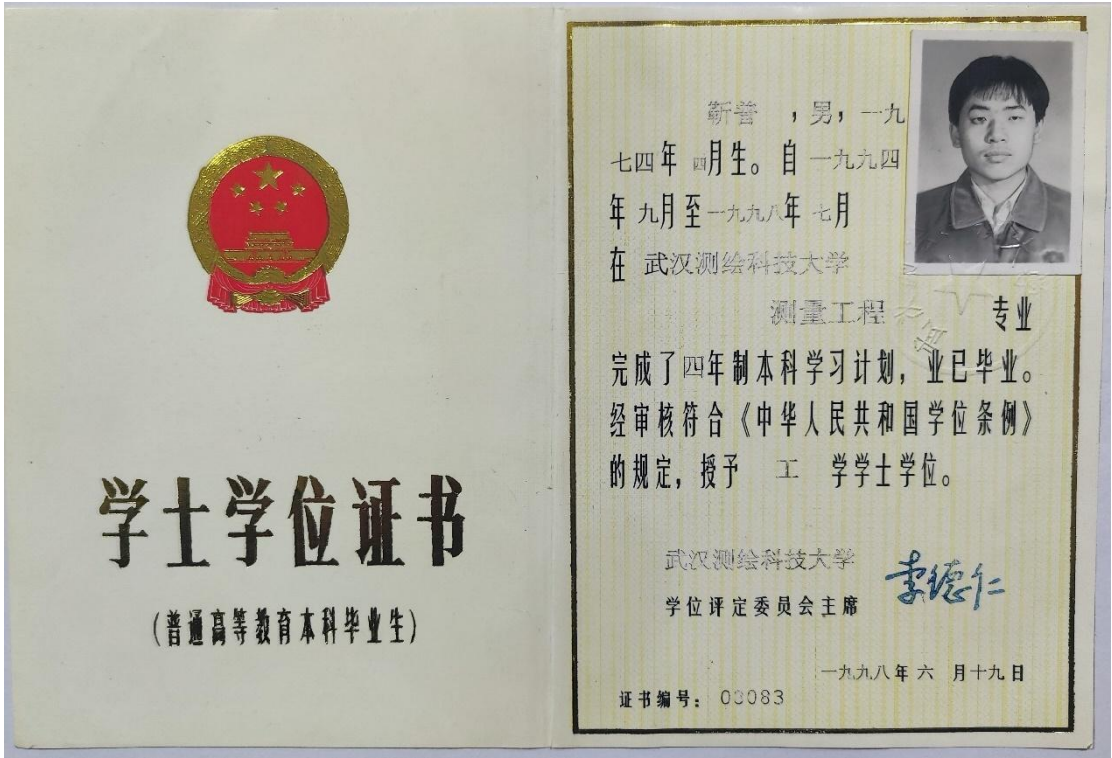 学士学位证书
(普通高等教育本科毕业生)
靳普 ，男，一九
七四年 四月生。自 一九九四
年 九月至一九九八年 七月
在 武汉测绘科技大学
测量工程 专业
完成了四年制本科学习计划，业已毕业。
经审核符合《中华人民共和国学位条例》
的规定，授予 工 学学士学位。
武汉测绘科技大学
学位评定委员会主席 李德仁
一九九八年 六 月十九日
证书编号：03083